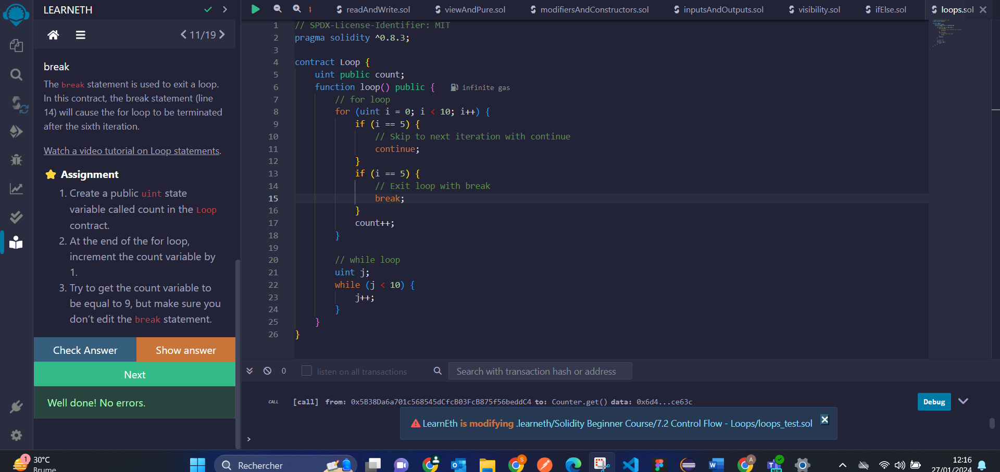 LEARNETH
11/19
break
The break statement is used to exit a loop.
In this contract, the break statement (line
14) will cause the for loop to be terminated
after the sixth iteration.
Watch a video tutorial on Loop statements.
Assignment
1. Create a public uint state
variable called count in the Loop
contract.
2. At the end of the for loop,
increment the count variable by
1.
3. Try to get the count variable to
be equal to 9, but make sure you
don’t edit the break statement.
Check Answer
Show answer
Next
Well done! No errors.
readAndWrite.sol
viewAndPure.sol
modifiersAndConstructors.sol
inputsAndOutputs.sol
visibility.sol
ifElse.sol
loops.sol
1 // SPDX-License-Identifier: MIT
2 pragma solidity ^0.8.3;
3
4 contract Loop {
5 uint public count;
6 function loop() public { infinite gas
7 // for loop
8 for (uint i = 0; i < 10; i++) {
9 if (i == 5) {
10 // Skip to next iteration with continue
11 continue;
12 }
13 if (i == 5) {
14 // Exit loop with break
15 break;
16 }
17 count++;
18 }
19
20 // while loop
21 uint j;
22 while (j < 10) {
23 j++;
24 }
25 }
26 }
0
listen on all transactions
Search with transaction hash or address
CALL [call] from: 0x5B38Da6a701c568545dCfcB03FcB875f56beddC4 to: Counter.get() data: 0x6d4...ce63c
Debug
LearnEth is modifying .learneth/Solidity Beginner Course/7.2 Control Flow - Loops/loops_test.sol
>
1
30°C
Brume
Rechercher
S
W
A
T
NEW
12:16
27/01/2024